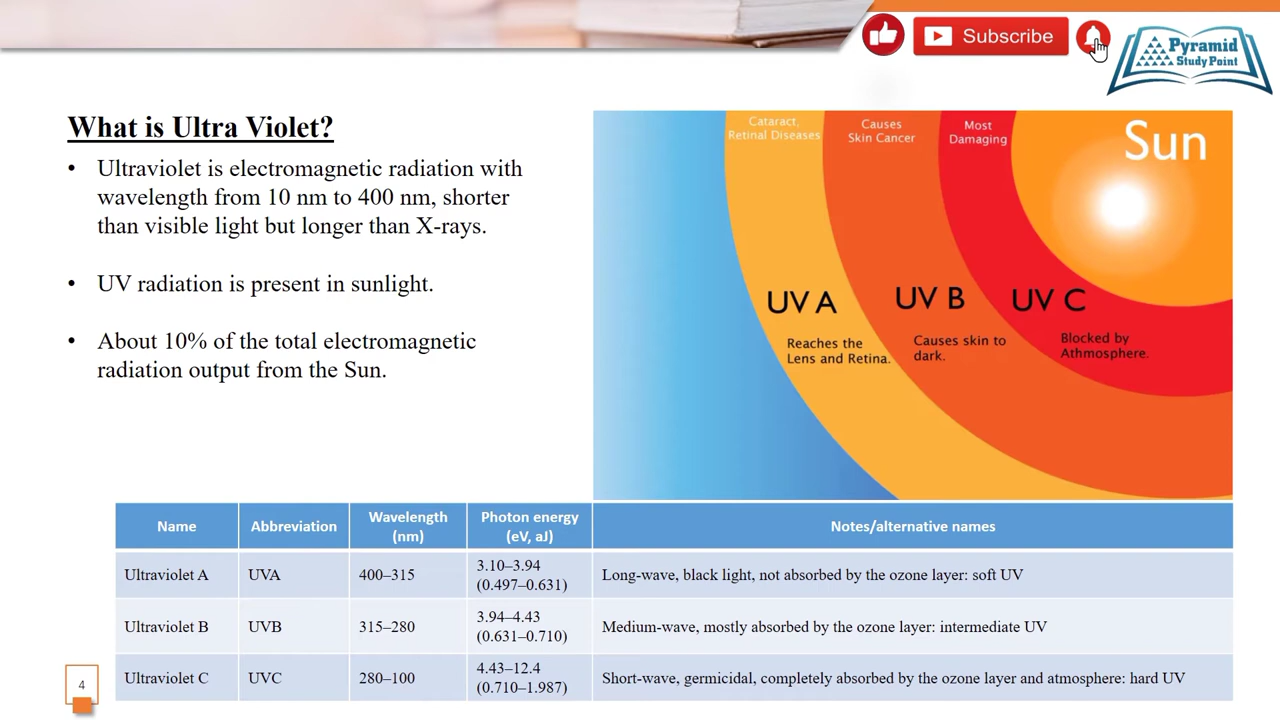 Subscribe
Pyramid
Study Point
What is Ultra Violet?
• Ultraviolet is electromagnetic radiation with
wavelength from 10 nm to 400 nm, shorter
than visible light but longer than X-rays.
• UV radiation is present in sunlight.
• About 10% of the total electromagnetic
radiation output from the Sun.
Cataract,
Retinal Diseases
Causes
Skin Cancer
Most
Damaging
Sun
UV A
UV B
UV C
Reaches the
Lens and Retina.
Causes skin to
dark.
Blocked by
Athmosphere.
Name Abbreviation Wavelength (nm) Photon energy (eV, aJ) Notes/alternative names
Ultraviolet A UVA 400–315 3.10–3.94 (0.497–0.631) Long-wave, black light, not absorbed by the ozone layer: soft UV
Ultraviolet B UVB 315–280 3.94–4.43 (0.631–0.710) Medium-wave, mostly absorbed by the ozone layer: intermediate UV
Ultraviolet C UVC 280–100 4.43–12.4 (0.710–1.987) Short-wave, germicidal, completely absorbed by the ozone layer and atmosphere: hard UV
4